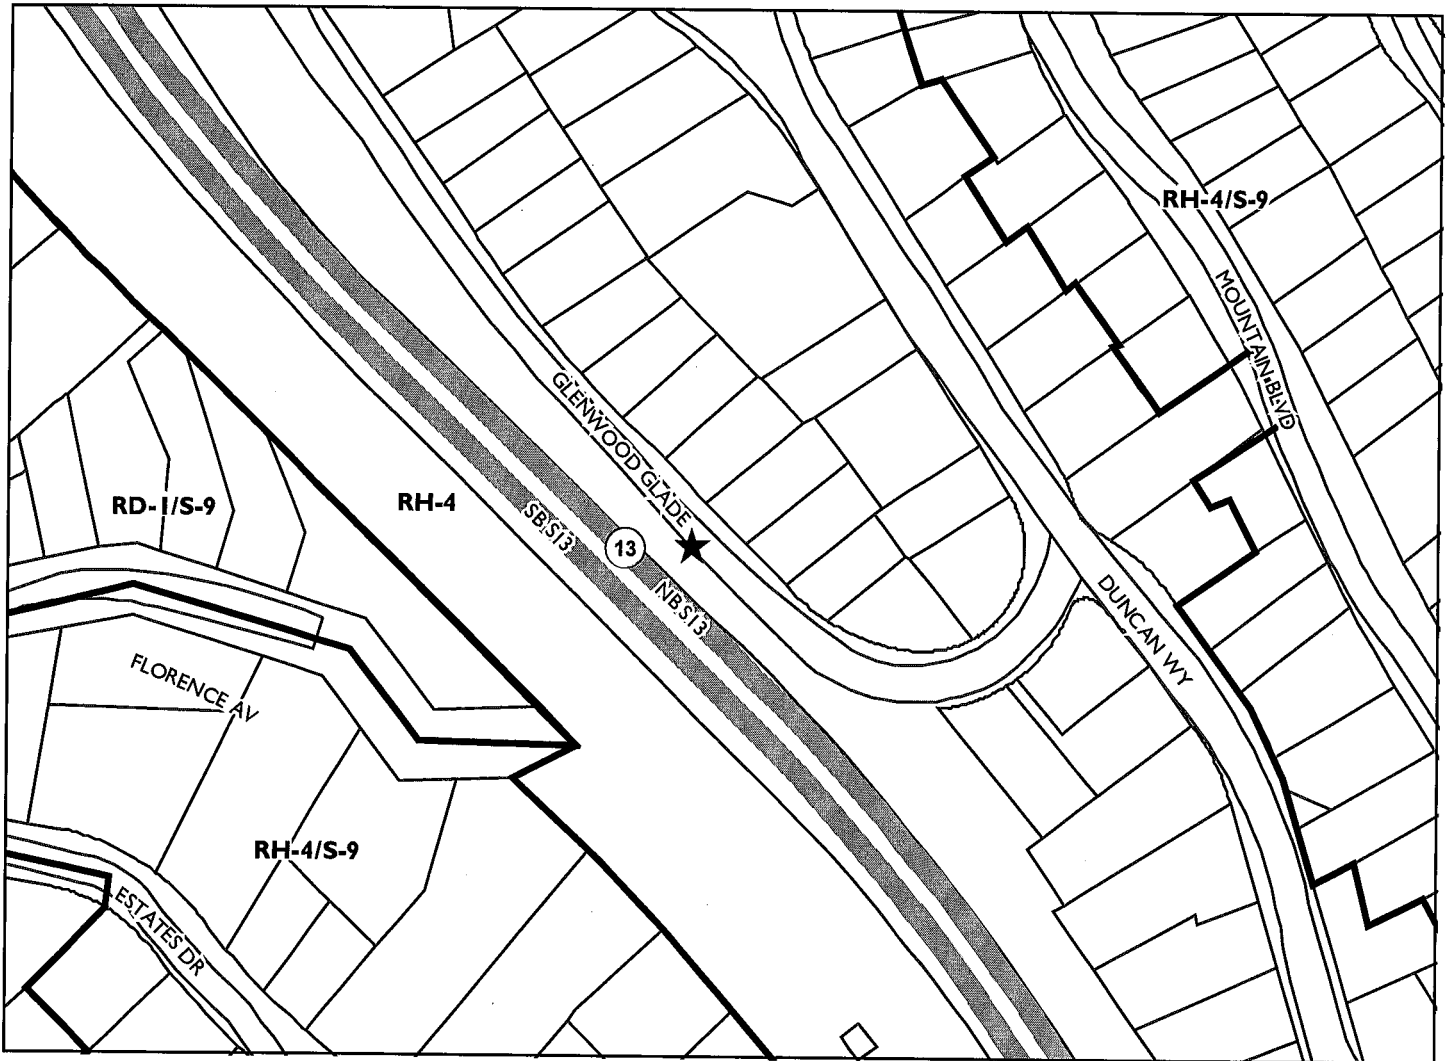 RH-4/S-9
MOUNTAIN BLVD
GLENWOOD GLADE
RD-1/S-9
RH-4
SB S13
13
NB S13
DUNCAN WY
FLORENCE AV
RH-4/S-9
ESTATES DR